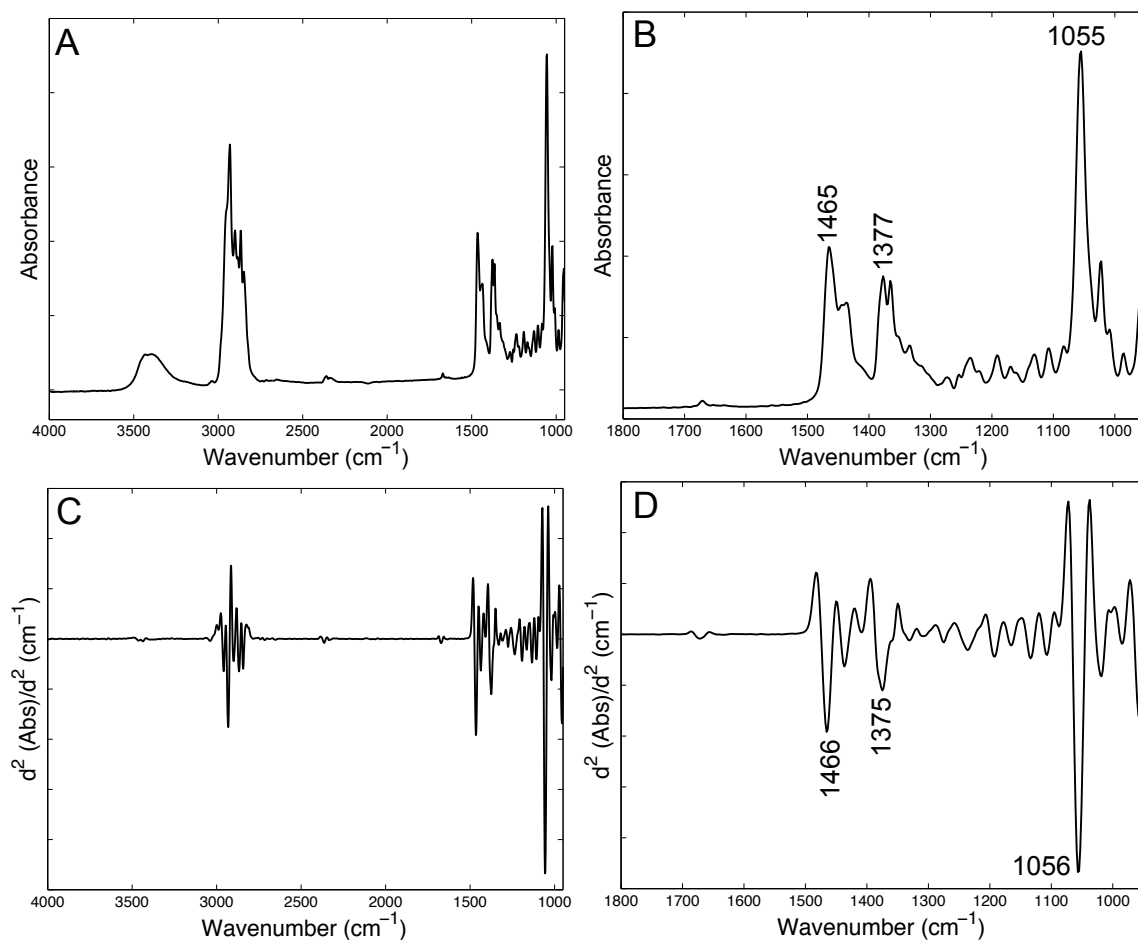 A
Absorbance
4000 3500 3000 2500 2000 1500 1000
Wavenumber (cm⁻¹)
B
1465
1377
1055
Absorbance
1800 1700 1600 1500 1400 1300 1200 1100 1000
Wavenumber (cm⁻¹)
C
d² (Abs)/d² (cm⁻¹)
4000 3500 3000 2500 2000 1500 1000
Wavenumber (cm⁻¹)
D
1466
1375
1056
d² (Abs)/d² (cm⁻¹)
1800 1700 1600 1500 1400 1300 1200 1100 1000
Wavenumber (cm⁻¹)